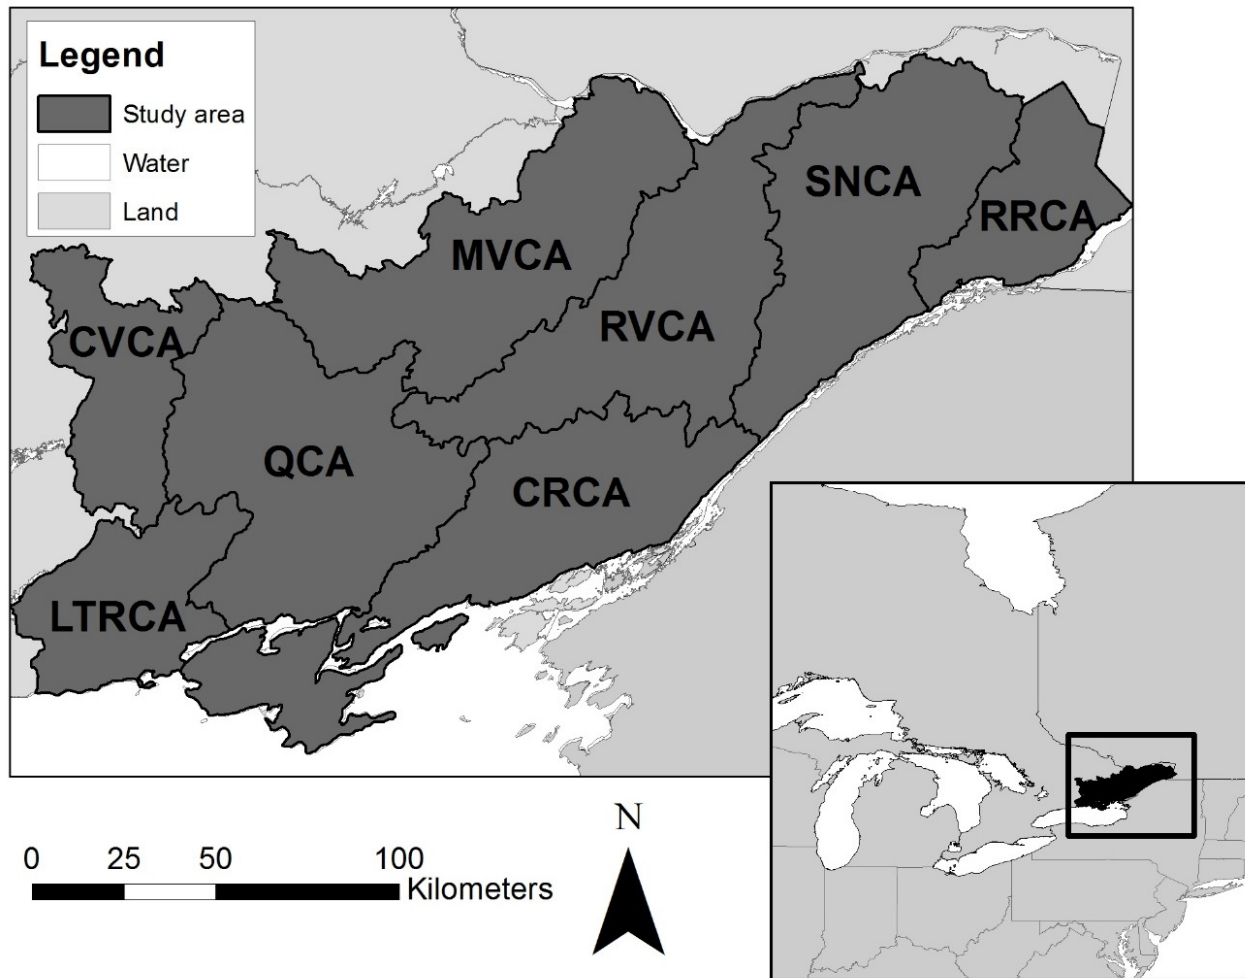 Legend
Study area
Water
Land
SNCA
RRCA
MVCA
RVCA
CVCA
QCA
CRCA
LTRCA
N
0 25 50 100
Kilometers